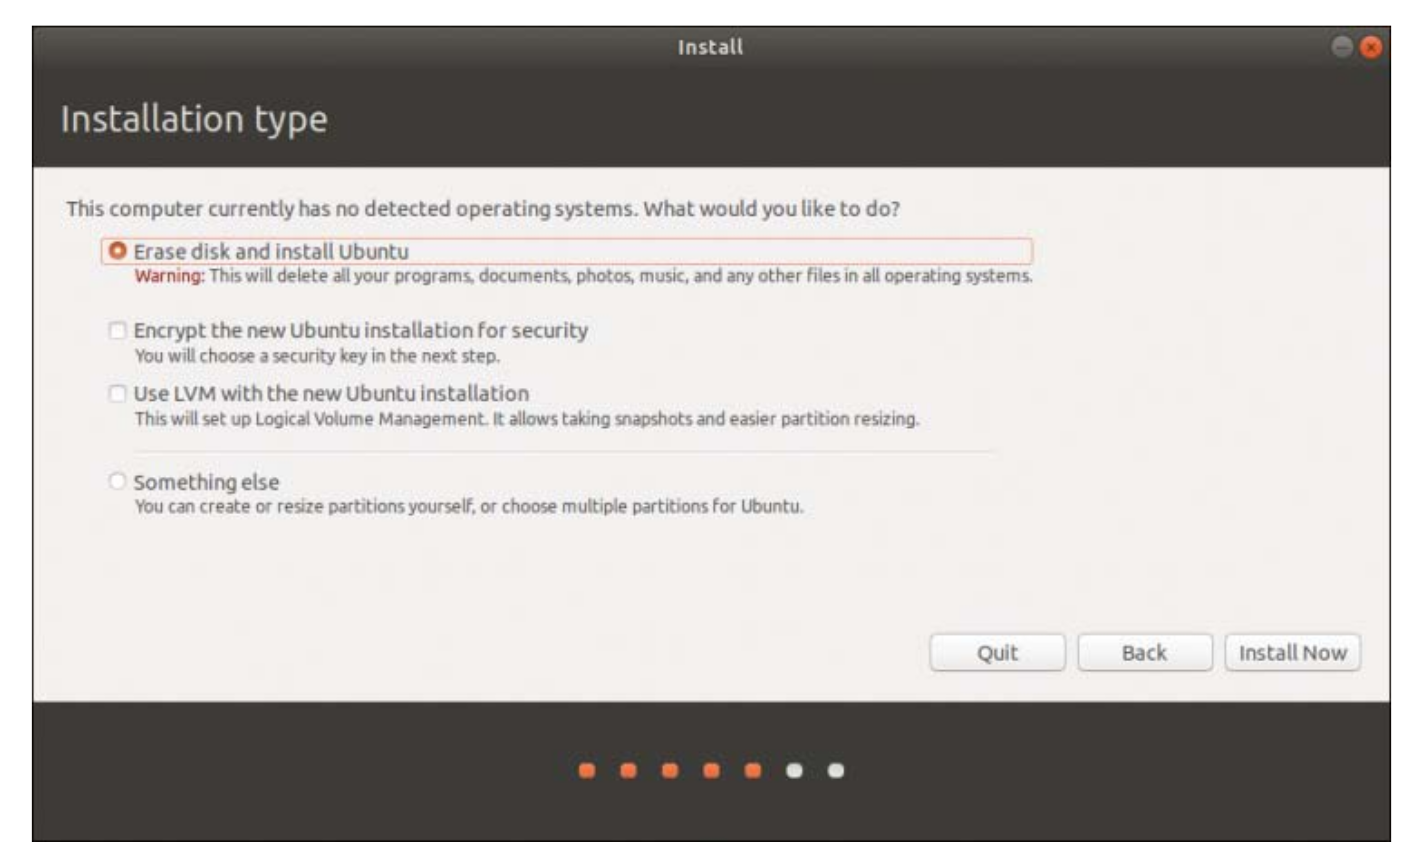 Install
Installation type
This computer currently has no detected operating systems. What would you like to do?
Erase disk and install Ubuntu
Warning: This will delete all your programs, documents, photos, music, and any other files in all operating systems.
Encrypt the new Ubuntu installation for security
You will choose a security key in the next step.
Use LVM with the new Ubuntu installation
This will set up Logical Volume Management. It allows taking snapshots and easier partition resizing.
Something else
You can create or resize partitions yourself, or choose multiple partitions for Ubuntu.
Quit Back Install Now